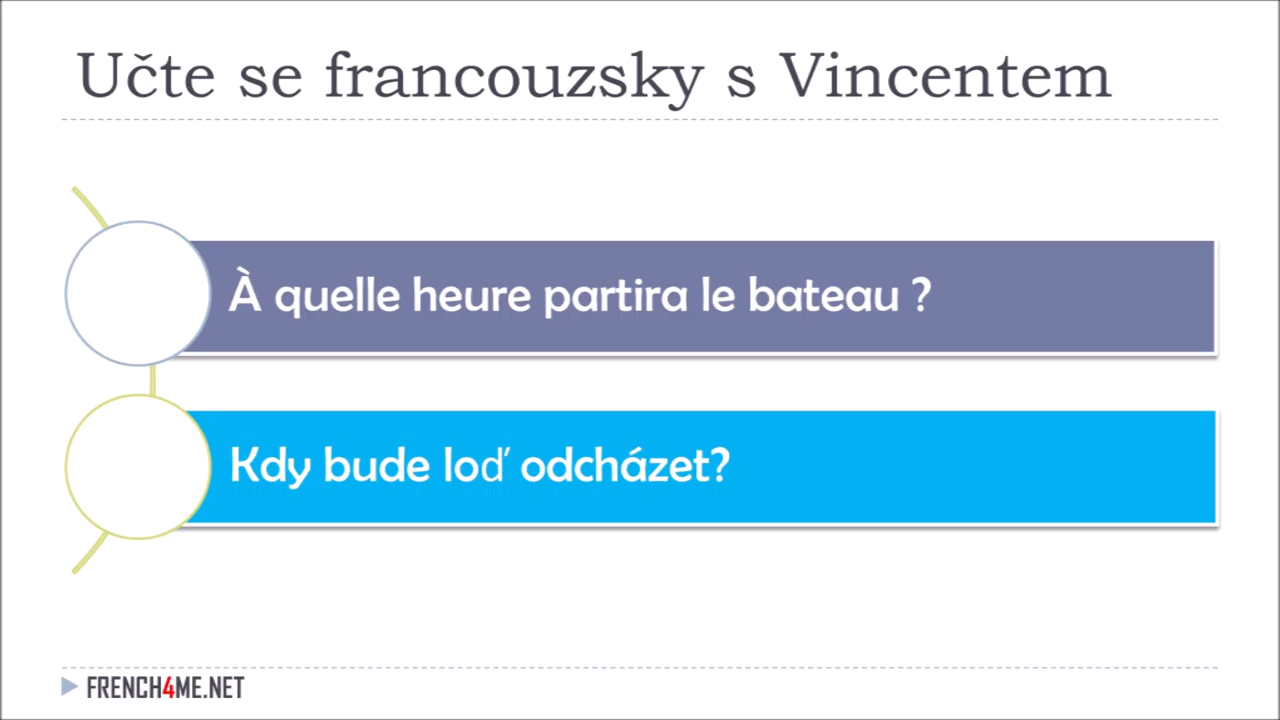 Učte se francouzsky s Vincentem
À quelle heure partira le bateau ?
Kdy bude loď odcházet?
FRENCH4ME.NET